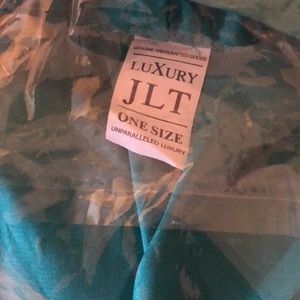 GENUINE HANDCRAFTED GOODS
LUXURY
JLT
ONE SIZE
UNPARALLELED LUXURY